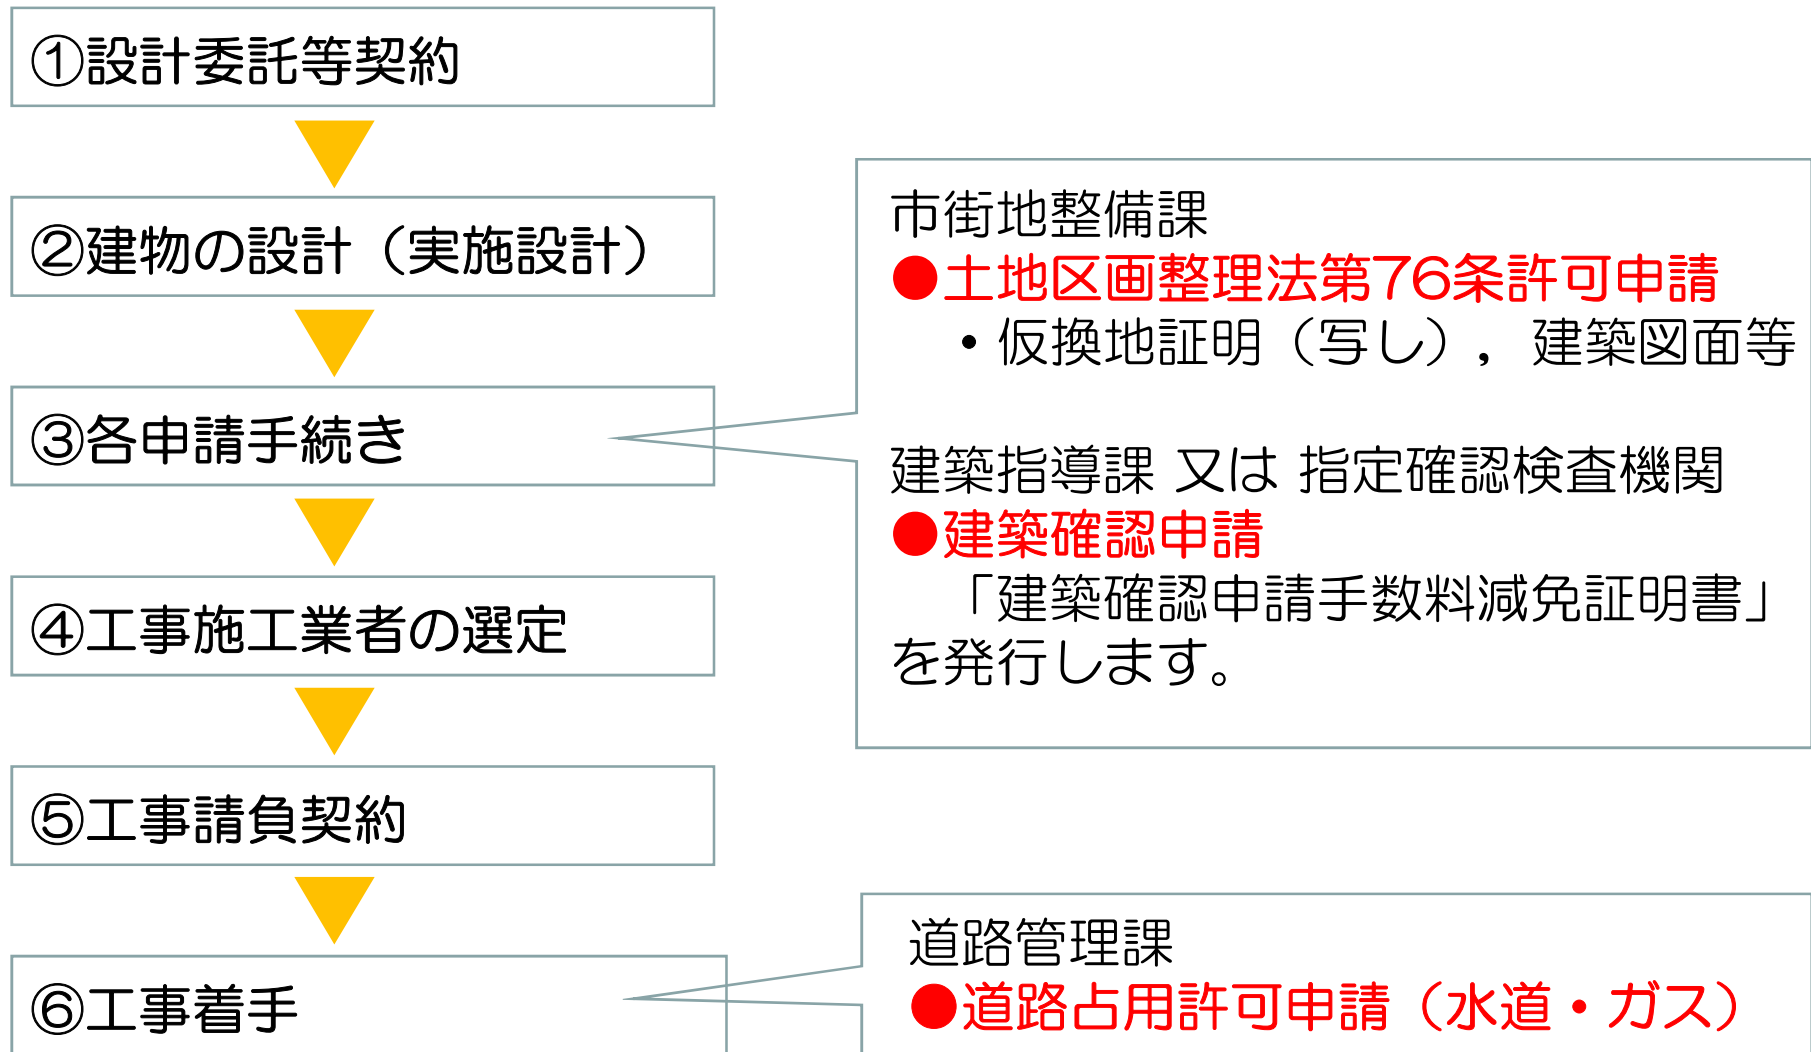 ①設計委託等契約
②建物の設計（実施設計）
③各申請手続き
市街地整備課
●土地区画整理法第76条許可申請
・仮換地証明（写し），建築図面等
建築指導課 又は 指定確認検査機関
●建築確認申請
「建築確認申請手数料減免証明書」
を発行します。
④工事施工業者の選定
⑤工事請負契約
⑥工事着手
道路管理課
●道路占用許可申請（水道・ガス）